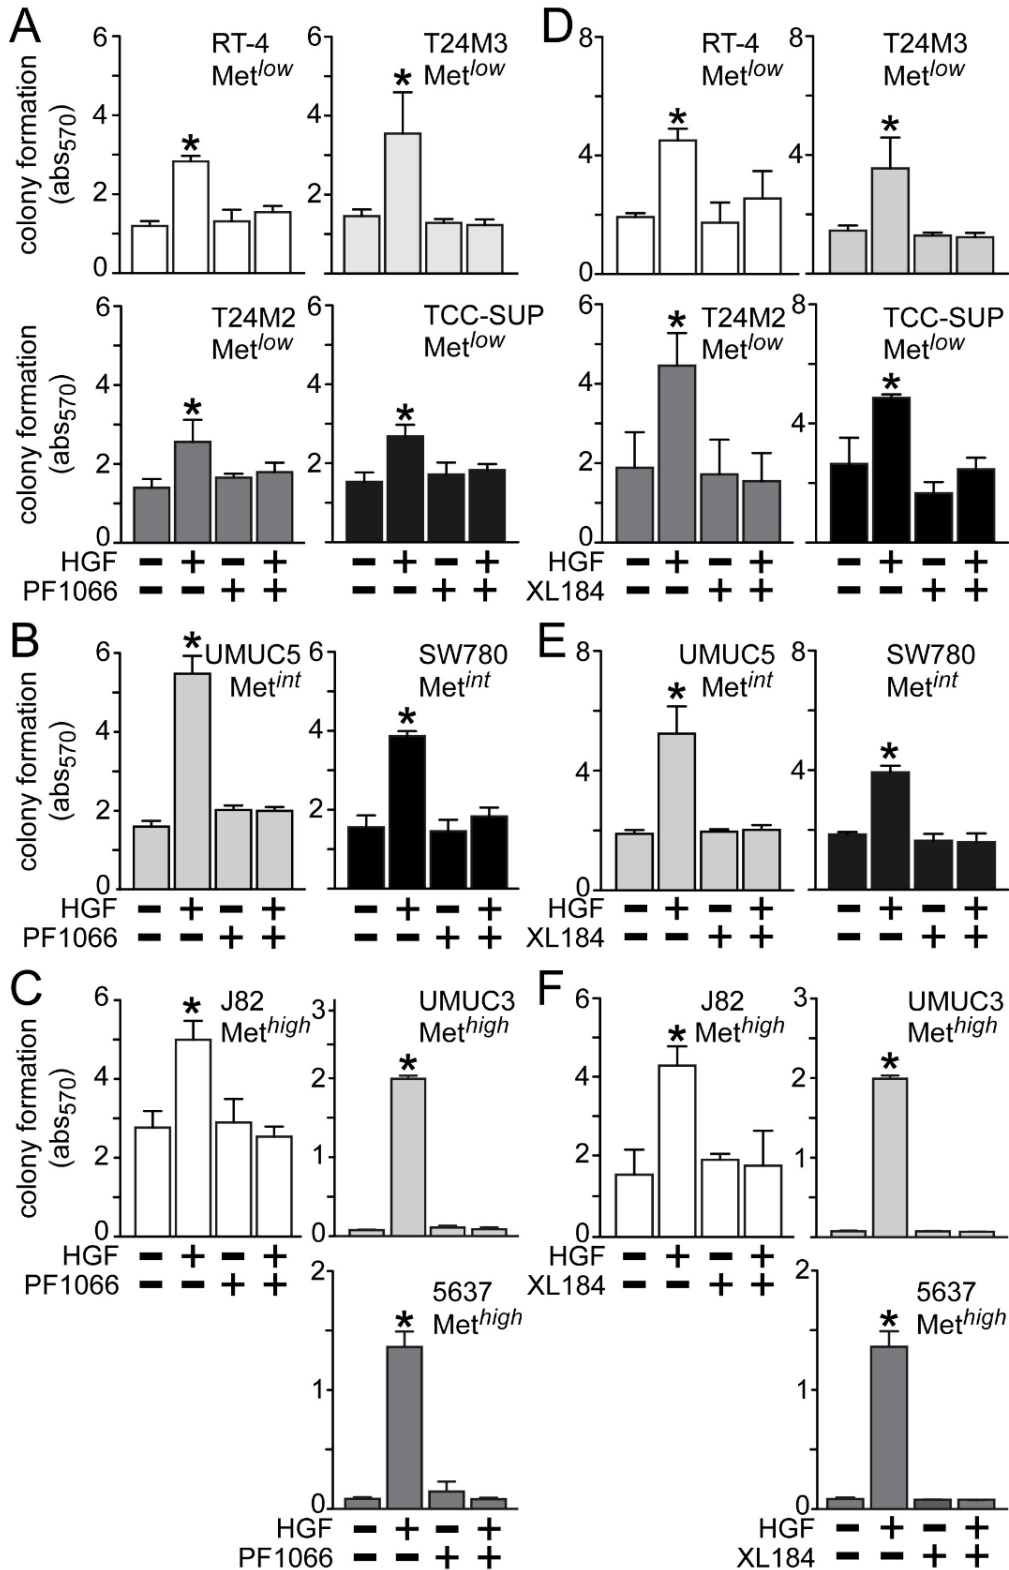 A
colony formation
(abs570)
6
4
2
0
RT-4
Metlow
*
6
4
2
0
T24M3
Metlow
*
colony formation
(abs570)
6
4
2
0
T24M2
Metlow
*
6
4
2
TCC-SUP
Metlow
*
HGF − + − + − + − +
PF1066 − − + + − − + +
D
8
4
0
RT-4
Metlow
*
8
4
T24M3
Metlow
*
6
4
2
0
T24M2
Metlow
*
8
4
0
TCC-SUP
Metlow
*
HGF − + − + − + − +
XL184 − − + + − − + +
B
colony formation
(abs570)
6
4
2
0
UMUC5
Metint
*
6
4
2
SW780
Metint
*
HGF − + − + − + − +
PF1066 − − + + − − + +
E
8
4
0
UMUC5
Metint
*
8
4
0
SW780
Metint
*
HGF − + − + − + − +
XL184 − − + + − − + +
C
colony formation
(abs570)
6
4
2
0
J82
Methigh
*
HGF − + − +
PF1066 − − + +
3
2
1
0
UMUC3
Methigh
*
2
1
0
5637
Methigh
*
HGF − + − +
PF1066 − − + +
F
6
4
2
0
J82
Methigh
*
HGF − + − +
XL184 − − + +
3
2
1
0
UMUC3
Methigh
*
2
1
0
5637
Methigh
*
HGF − + − +
XL184 − − + +